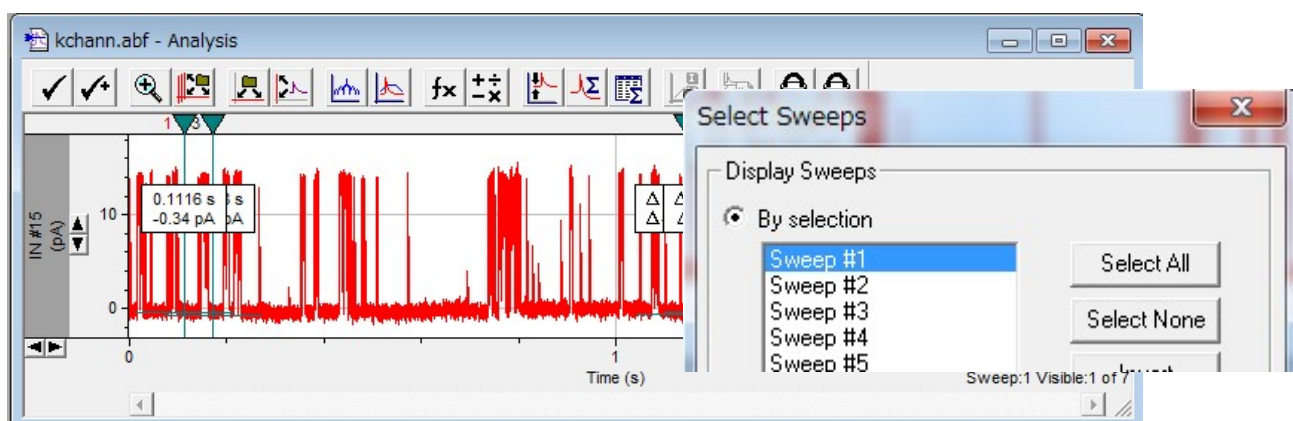 kchann.abf - Analysis
1 3
0.1116 s
-0.34 pA
s
pA
Δ
Δ
10
0
IN #15
(pA)
0
1
Time (s)
Sweep:1 Visible:1 of 7
Select Sweeps
Display Sweeps
By selection
Sweep #1
Sweep #2
Sweep #3
Sweep #4
Sweep #5
Select All
Select None